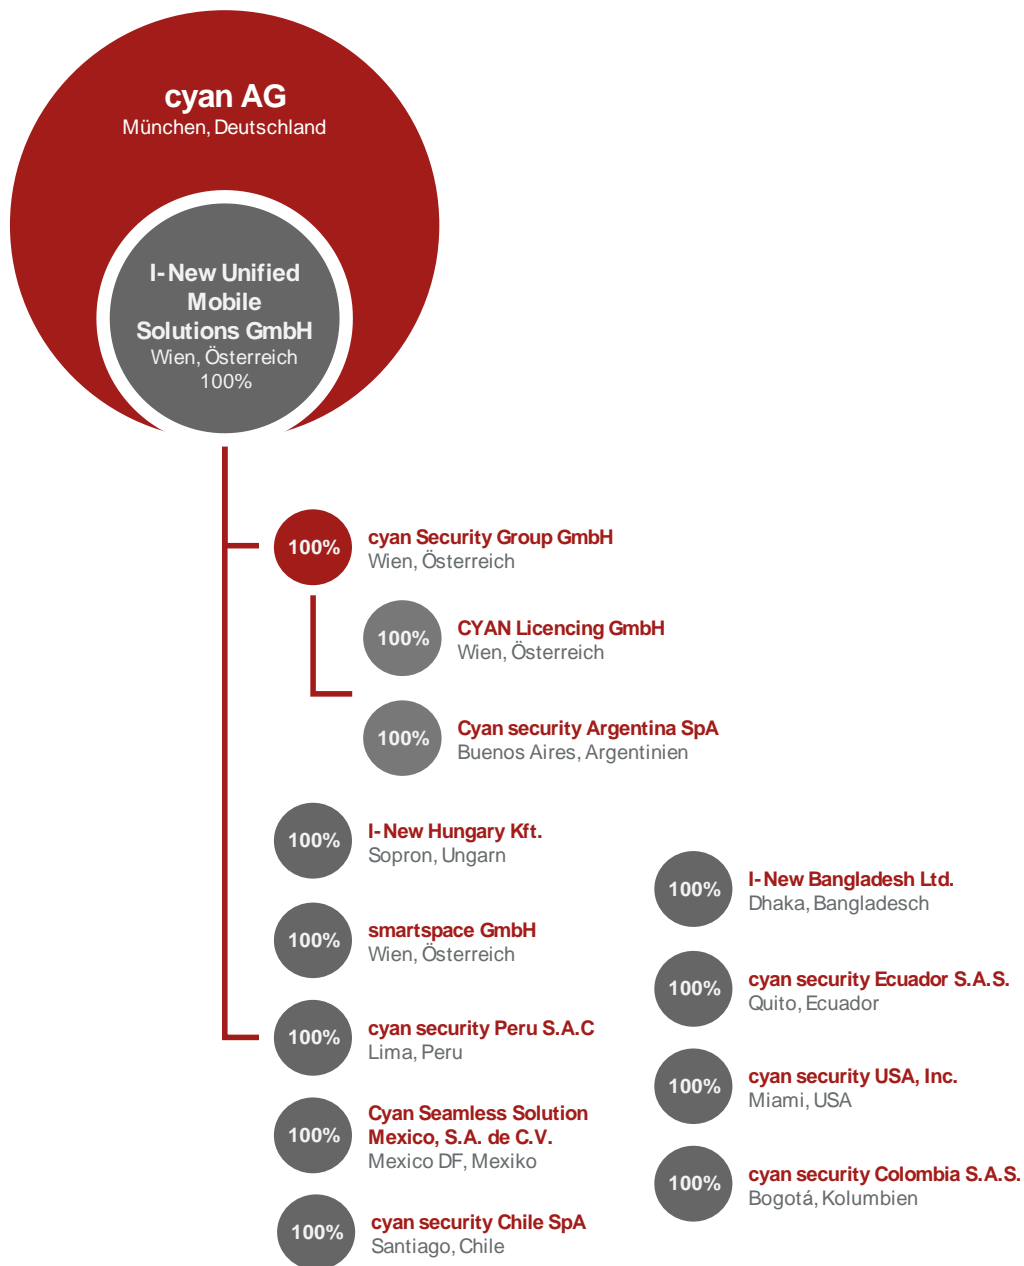 cyan AG
München, Deutschland
I-New Unified
Mobile
Solutions GmbH
Wien, Österreich
100%
100%
cyan Security Group GmbH
Wien, Österreich
100%
CYAN Licencing GmbH
Wien, Österreich
100%
Cyan security Argentina SpA
Buenos Aires, Argentinien
100%
I-New Hungary Kft.
Sopron, Ungarn
100%
smartspace GmbH
Wien, Österreich
100%
cyan security Peru S.A.C
Lima, Peru
100%
Cyan Seamless Solution
Mexico, S.A. de C.V.
Mexico DF, Mexiko
100%
cyan security Chile SpA
Santiago, Chile
100%
I-New Bangladesh Ltd.
Dhaka, Bangladesch
100%
cyan security Ecuador S.A.S.
Quito, Ecuador
100%
cyan security USA, Inc.
Miami, USA
100%
cyan security Colombia S.A.S.
Bogotá, Kolumbien